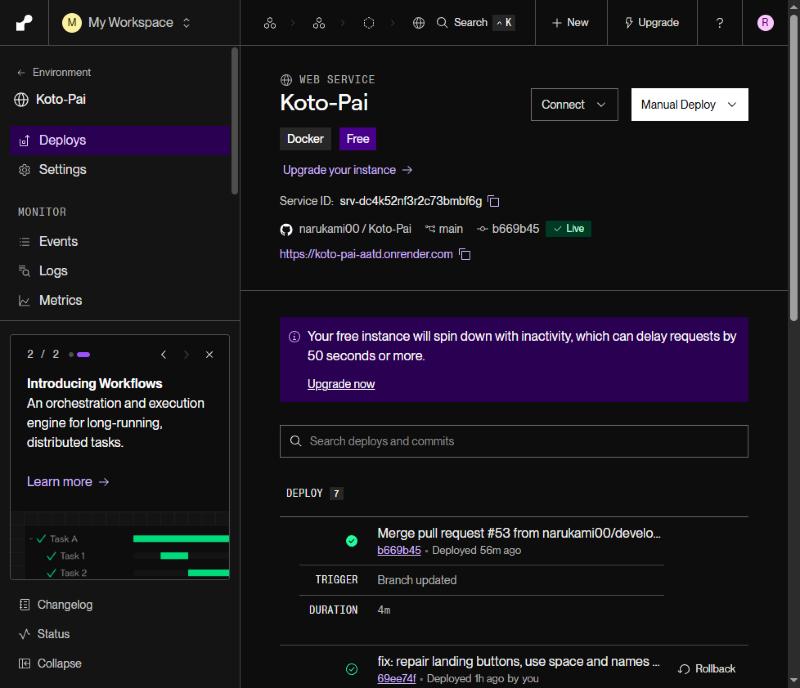 M My Workspace
Search ^ K
+ New
Upgrade
?
R
← Environment
Koto-Pai
Deploys
Settings
MONITOR
Events
Logs
Metrics
2 / 2
Introducing Workflows
An orchestration and execution
engine for long-running,
distributed tasks.
Learn more →
Task A
Task 1
Task 2
Changelog
Status
Collapse
WEB SERVICE
Koto-Pai
Connect
Manual Deploy
Docker
Free
Upgrade your instance →
Service ID: srv-dc4k52nf3r2c73bmbf6g
narukami00 / Koto-Pai main b669b45 ✓ Live
https://koto-pai-aatd.onrender.com
Your free instance will spin down with inactivity, which can delay requests by
50 seconds or more.
Upgrade now
Search deploys and commits
DEPLOY 7
Merge pull request #53 from narukami00/develo...
b669b45 • Deployed 56m ago
TRIGGER Branch updated
DURATION 4m
fix: repair landing buttons, use space and names ...
69ee74f • Deployed 1h ago by you
Rollback